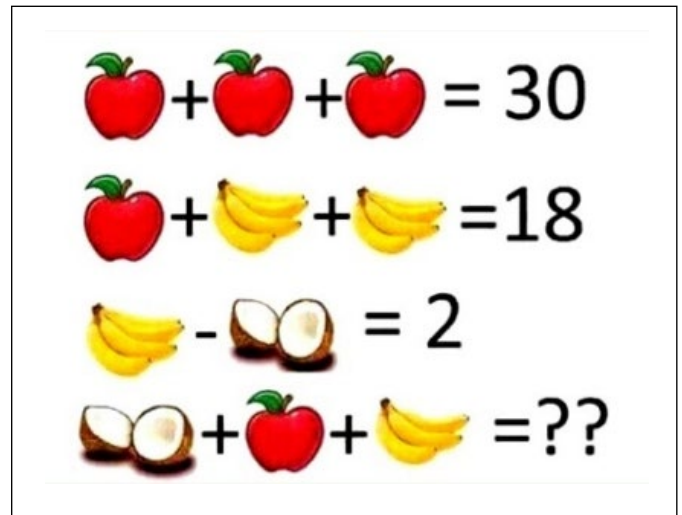 + + = 30
+ + =18
- = 2
+ + =??